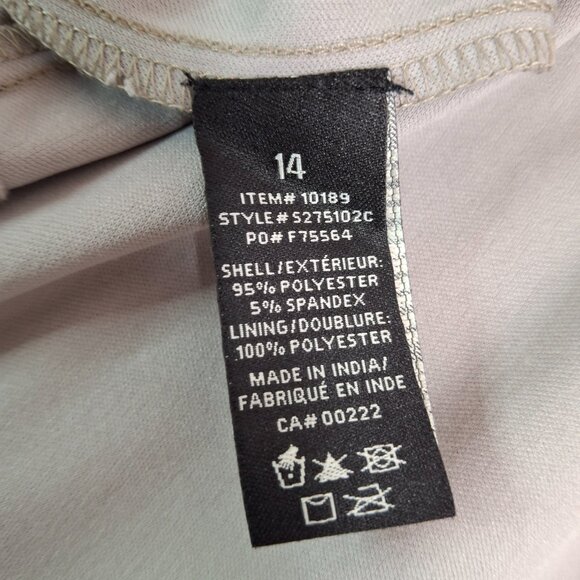 14
ITEM# 10189
STYLE# S275102C
PO# F75564
SHELL/EXTÉRIEUR:
95% POLYESTER
5% SPANDEX
LINING/DOUBLURE:
100% POLYESTER
MADE IN INDIA/
FABRIQUÉ EN INDE
CA# 00222